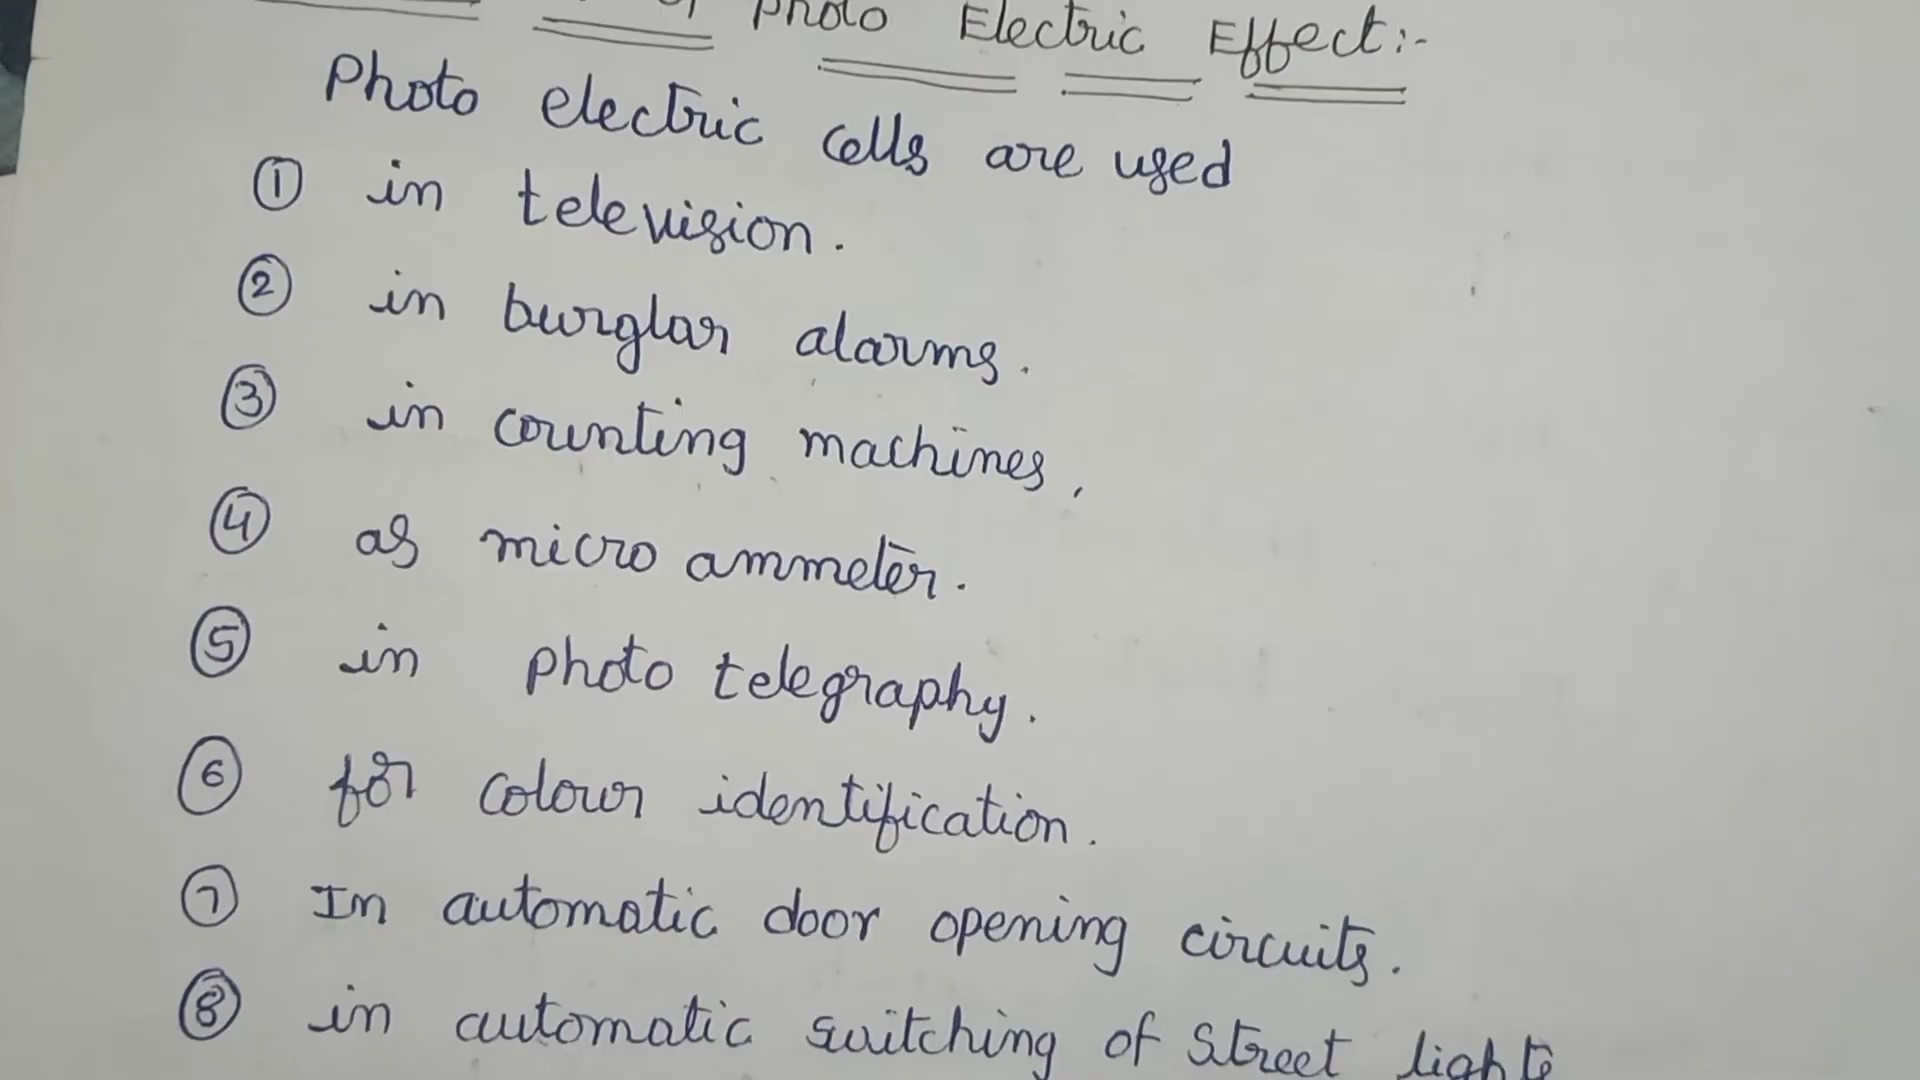 Photo Electric Effect:-
Photo electric cells are used
① in television.
② in burglar alarms.
③ in counting machines,
④ as micro ammeter.
⑤ in photo telegraphy.
⑥ for colour identification.
⑦ In automatic door opening circuits.
⑧ in automatic switching of street lights